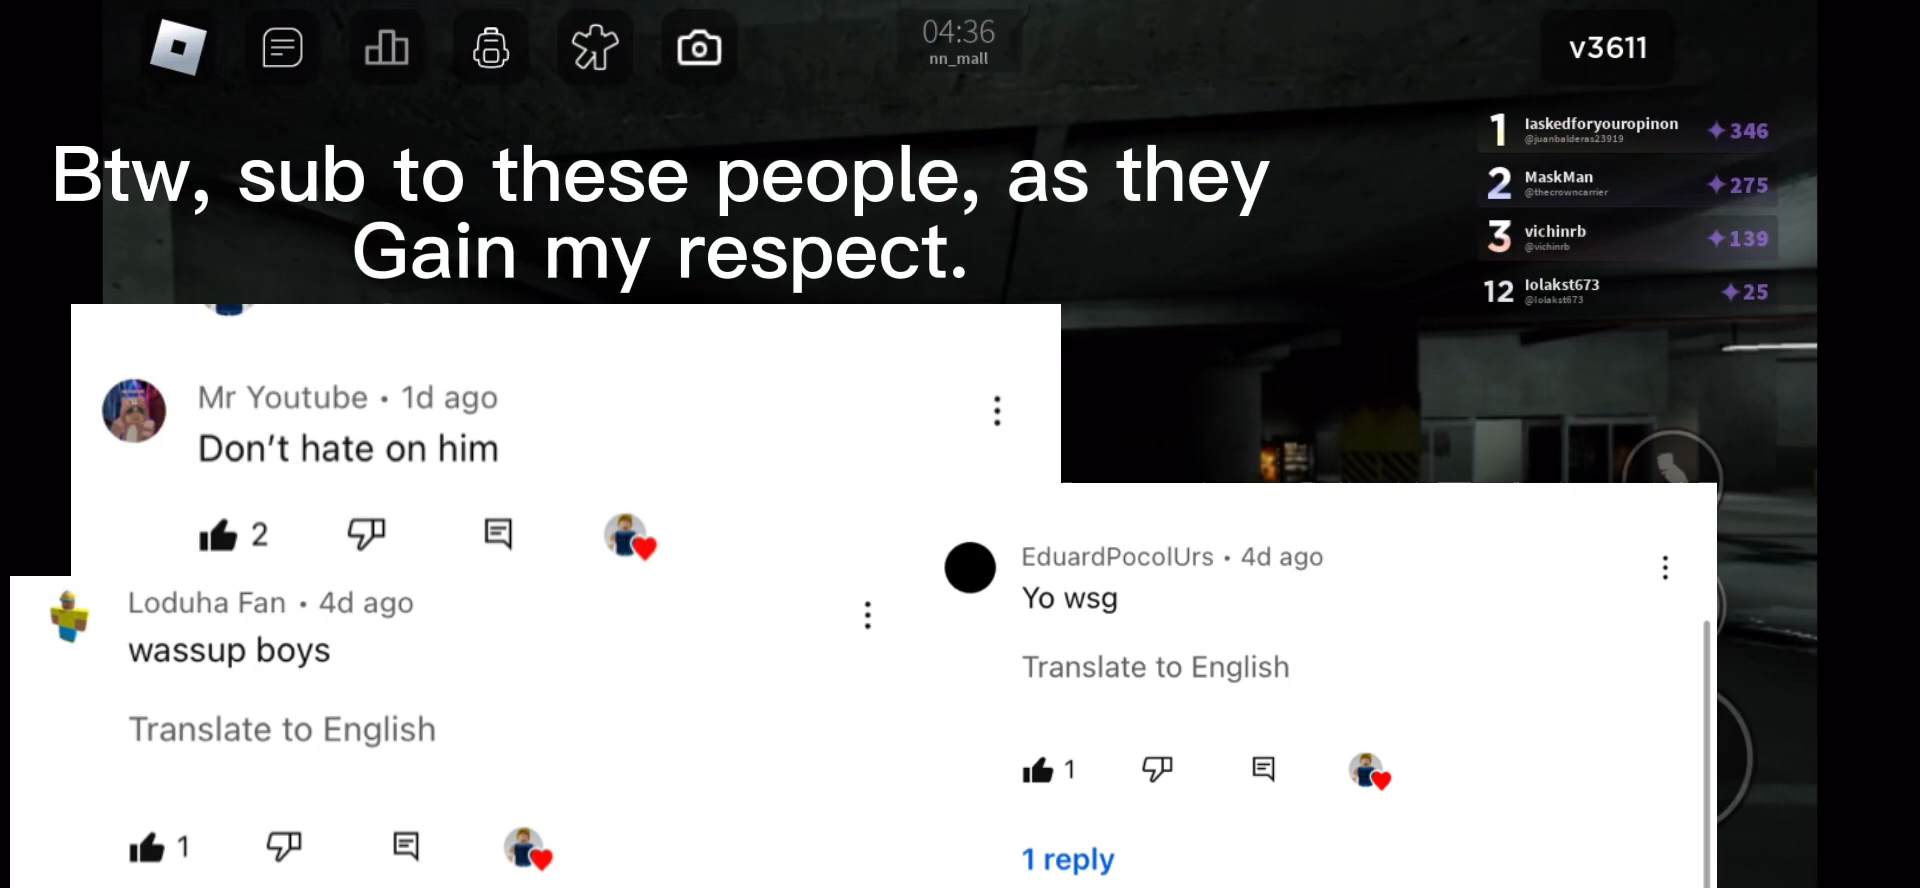 04:36
nn_mall
v3611
1 Iaskedforyouropinon 346
@juanbalderas23919
2 MaskMan 275
@thecrowncarrier
3 vichinrb 139
@vichinrb
12 lolakst673 25
@lolakst673
Btw, sub to these people, as they
Gain my respect.
Mr Youtube • 1d ago
Don't hate on him
2
Loduha Fan • 4d ago
wassup boys
Translate to English
1
EduardPocolUrs • 4d ago
Yo wsg
Translate to English
1
1 reply